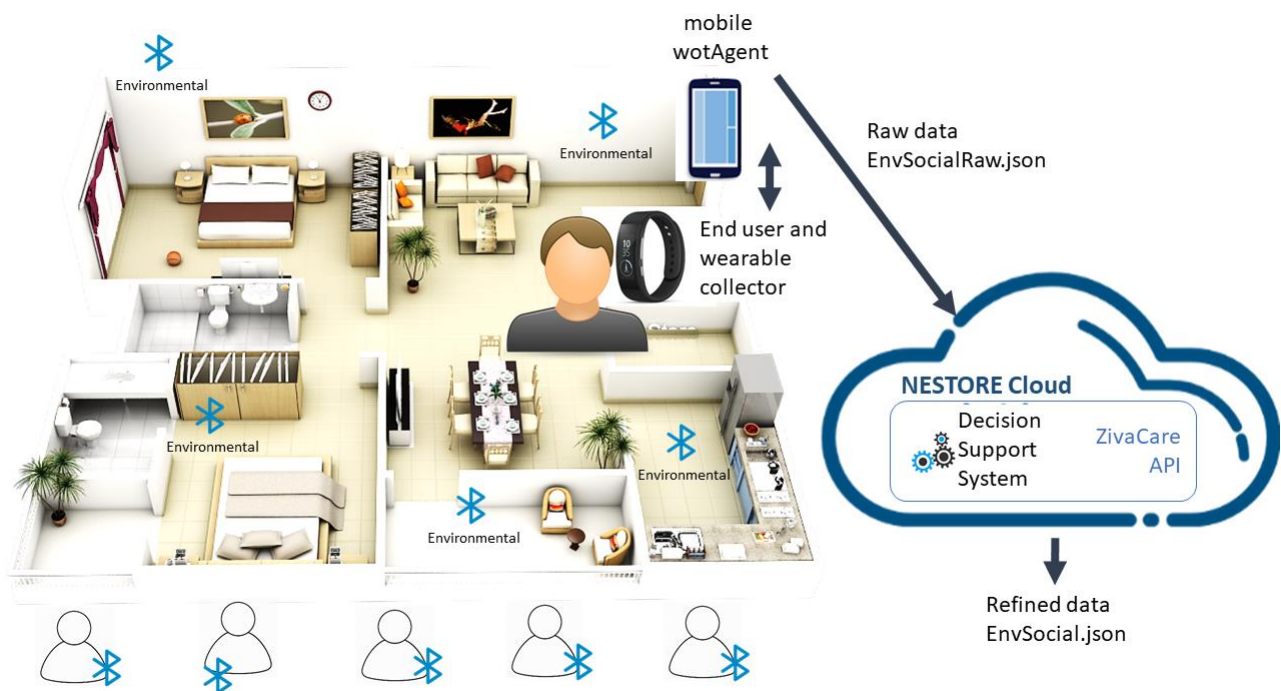 mobile
wotAgent
Environmental
Environmental
Raw data
EnvSocialRaw.json
End user and
wearable
collector
NESTORE Cloud
Decision
Support
System
ZivaCare
API
Environmental
Environmental
Environmental
Refined data
EnvSocial.json